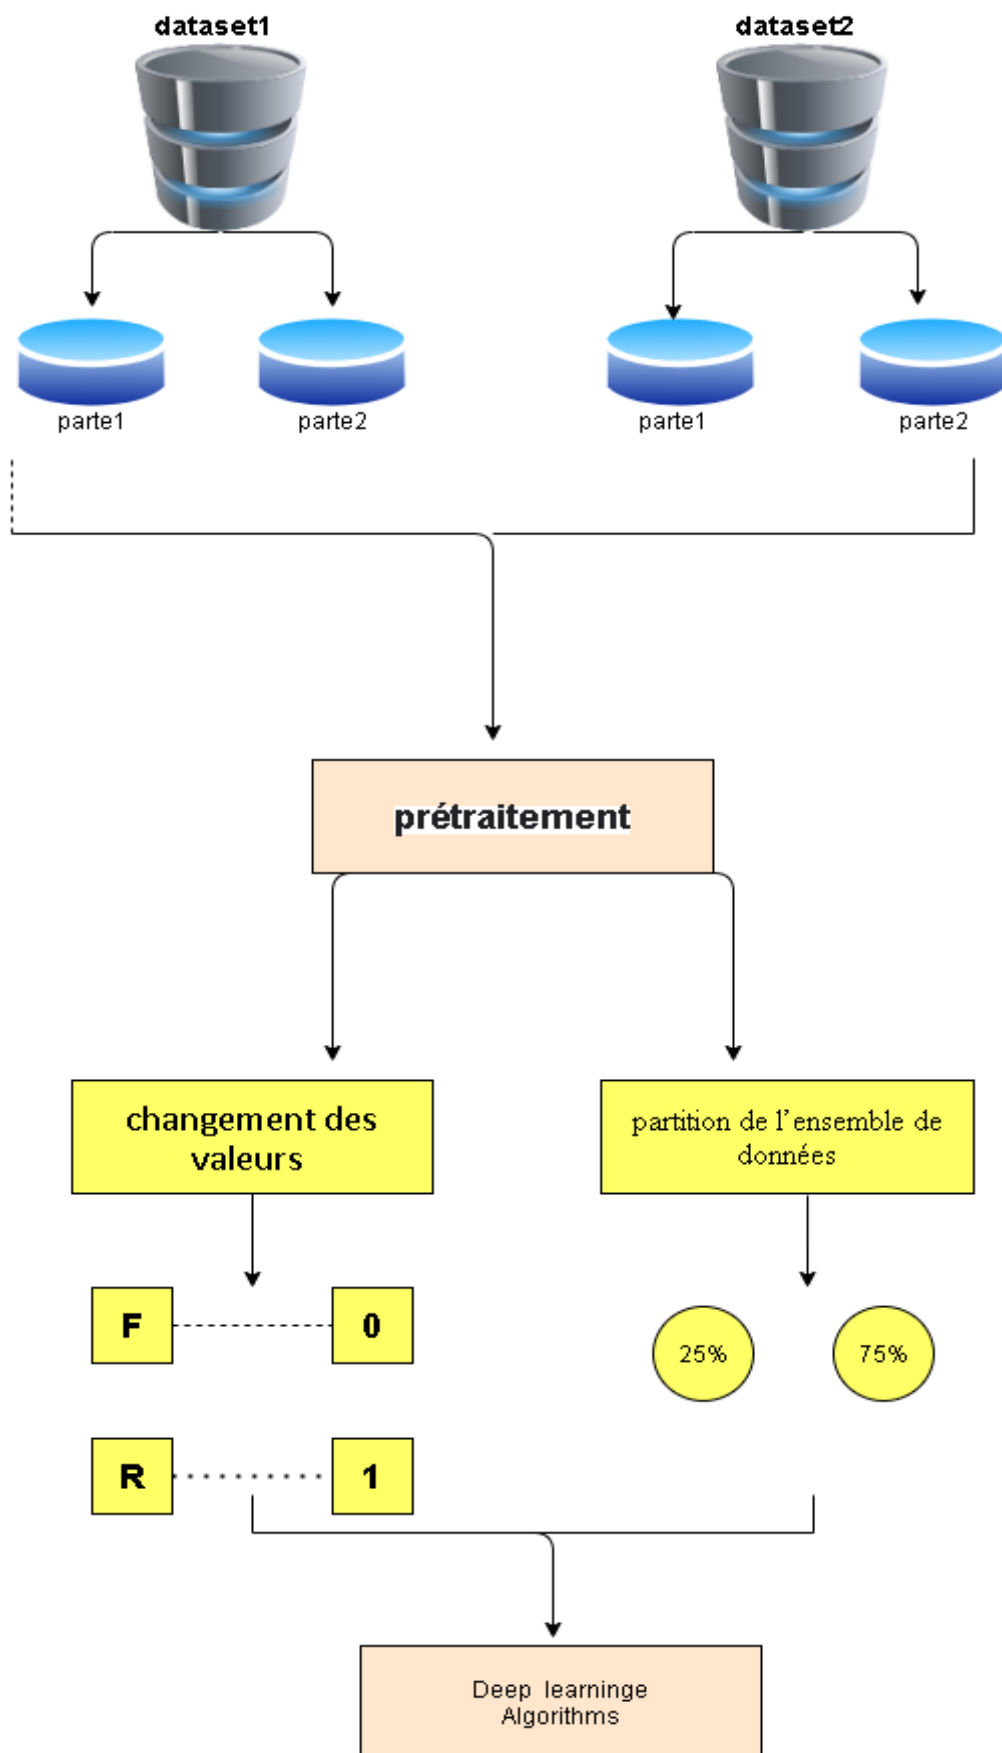 dataset1
dataset2
parte1
parte2
parte1
parte2
prétraitement
changement des
valeurs
partition de l’ensemble de
données
F
0
25%
75%
R
1
Deep learninge
Algorithms